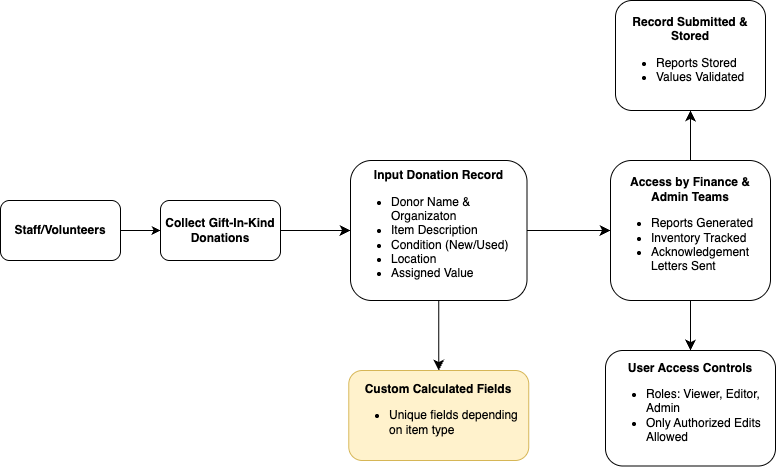 Staff/Volunteers
Collect Gift-In-Kind
Donations
Input Donation Record
• Donor Name &
Organizaton
• Item Description
• Condition (New/Used)
• Location
• Assigned Value
Custom Calculated Fields
• Unique fields depending
on item type
Record Submitted &
Stored
• Reports Stored
• Values Validated
Access by Finance &
Admin Teams
• Reports Generated
• Inventory Tracked
• Acknowledgement
Letters Sent
User Access Controls
• Roles: Viewer, Editor,
Admin
• Only Authorized Edits
Allowed